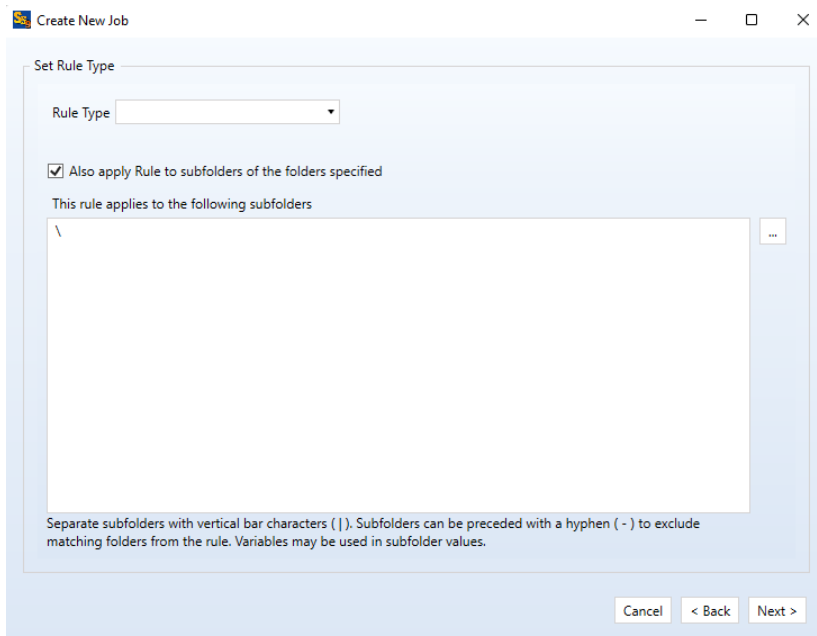 Create New Job
Set Rule Type
Rule Type
Also apply Rule to subfolders of the folders specified
This rule applies to the following subfolders
\
...
Separate subfolders with vertical bar characters ( | ). Subfolders can be preceded with a hyphen ( - ) to exclude
matching folders from the rule. Variables may be used in subfolder values.
Cancel
< Back
Next >